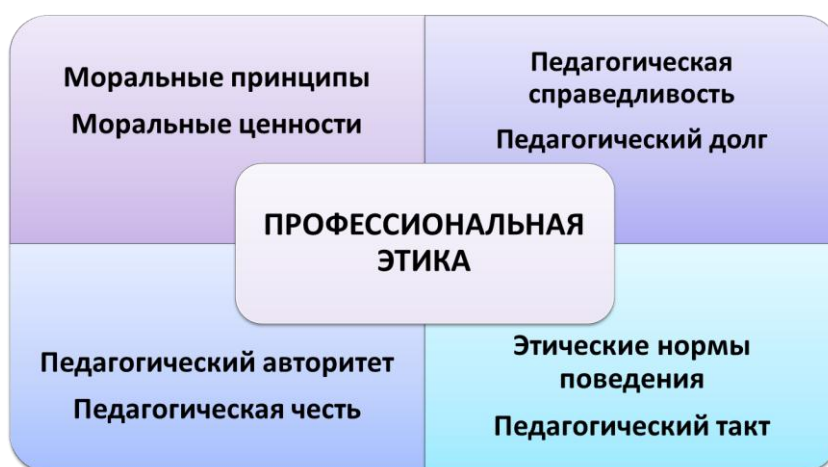 Моральные принципы
Моральные ценности
Педагогическая
справедливость
Педагогический долг
ПРОФЕССИОНАЛЬНАЯ
ЭТИКА
Педагогический авторитет
Педагогическая честь
Этические нормы
поведения
Педагогический такт